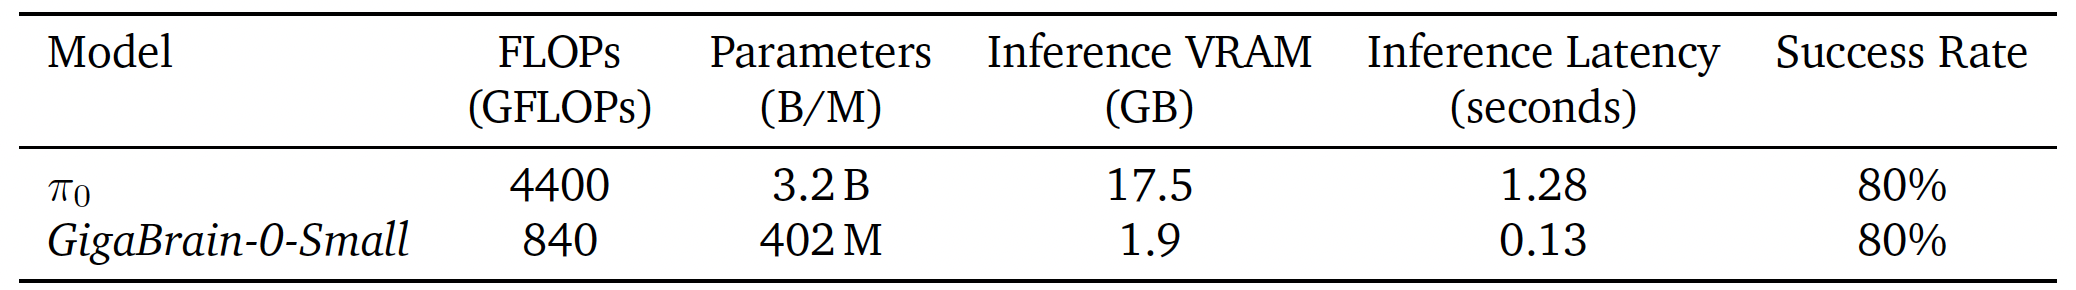 Model FLOPs Parameters Inference VRAM Inference Latency Success Rate
(GFLOPs) (B/M) (GB) (seconds)
π₀ 4400 3.2 B 17.5 1.28 80%
GigaBrain-0-Small 840 402 M 1.9 0.13 80%